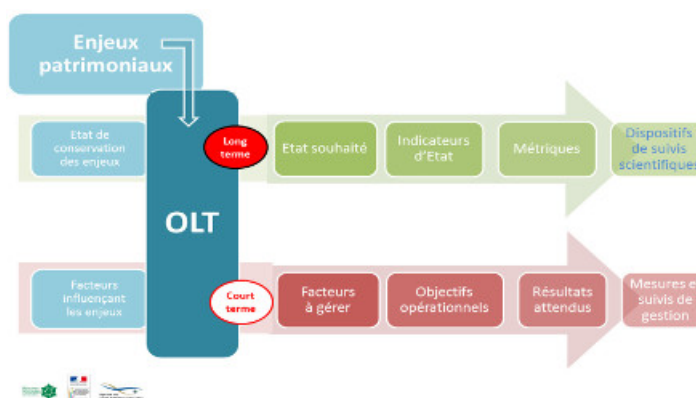 Enjeux
patrimoniaux
Etat de
conservation
des enjeux
Long
terme
Etat souhaité
Indicateurs
d'Etat
Métriques
Dispositifs
de suivis
scientifiques
OLT
Facteurs
influençant
les enjeux
Court
terme
Facteurs
à gérer
Objectifs
opérationnels
Résultats
attendus
Mesures et
suivis de
gestion